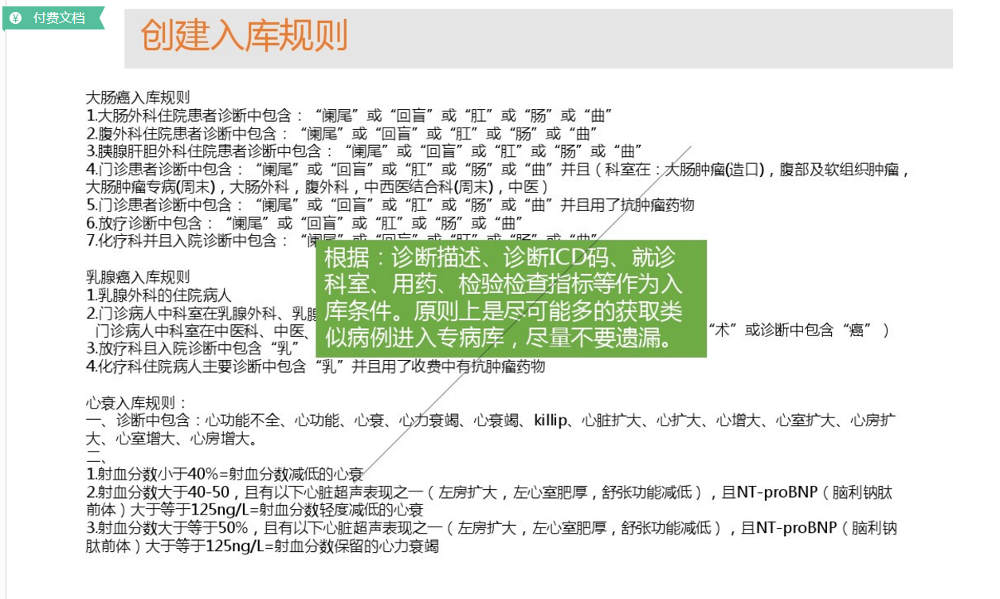 ¥ 付费文档
创建入库规则
大肠癌入库规则
1.大肠外科住院患者诊断中包含：“阑尾”或“回盲”或“肛”或“肠”或“曲”
2.腹外科住院患者诊断中包含：“阑尾”或“回盲”或“肛”或“肠”或“曲”
3.胰腺肝胆外科住院患者诊断中包含：“阑尾”或“回盲”或“肛”或“肠”或“曲”
4.门诊患者诊断中包含：“阑尾”或“回盲”或“肛”或“肠”或“曲”并且（科室在：大肠肿瘤(造口)，腹部及软组织肿瘤，
大肠肿瘤专病(周末)，大肠外科，腹外科，中西医结合科(周末)，中医）
5.门诊患者诊断中包含：“阑尾”或“回盲”或“肛”或“肠”或“曲”并且用了抗肿瘤药物
6.放疗诊断中包含：“阑尾”或“回盲”或“肛”或“肠”或“曲”
7.化疗科并且入院诊断中包含：“阑尾”或“回盲”或“肛”或“肠”或“曲”
根据：诊断描述、诊断ICD码、就诊
科室、用药、检验检查指标等作为入
库条件。原则上是尽可能多的获取类
似病例进入专病库，尽量不要遗漏。
乳腺癌入库规则
1.乳腺外科的住院病人
2.门诊病人中科室在乳腺外科、乳腺
门诊病人中科室在中医科、中医、 “术”或诊断中包含“癌”）
3.放疗科且入院诊断中包含“乳”
4.化疗科住院病人主要诊断中包含“乳”并且用了收费中有抗肿瘤药物
心衰入库规则：
一、诊断中包含：心功能不全、心功能、心衰、心力衰竭、心衰竭、killip、心脏扩大、心扩大、心增大、心室扩大、心房扩
大、心室增大、心房增大。
二、
1.射血分数小于40%=射血分数减低的心衰
2.射血分数大于40-50，且有以下心脏超声表现之一（左房扩大，左心室肥厚，舒张功能减低），且NT-proBNP（脑利钠肽
前体）大于等于125ng/L=射血分数轻度减低的心衰
3.射血分数大于等于50%，且有以下心脏超声表现之一（左房扩大，左心室肥厚，舒张功能减低），且NT-proBNP（脑利钠
肽前体）大于等于125ng/L=射血分数保留的心力衰竭